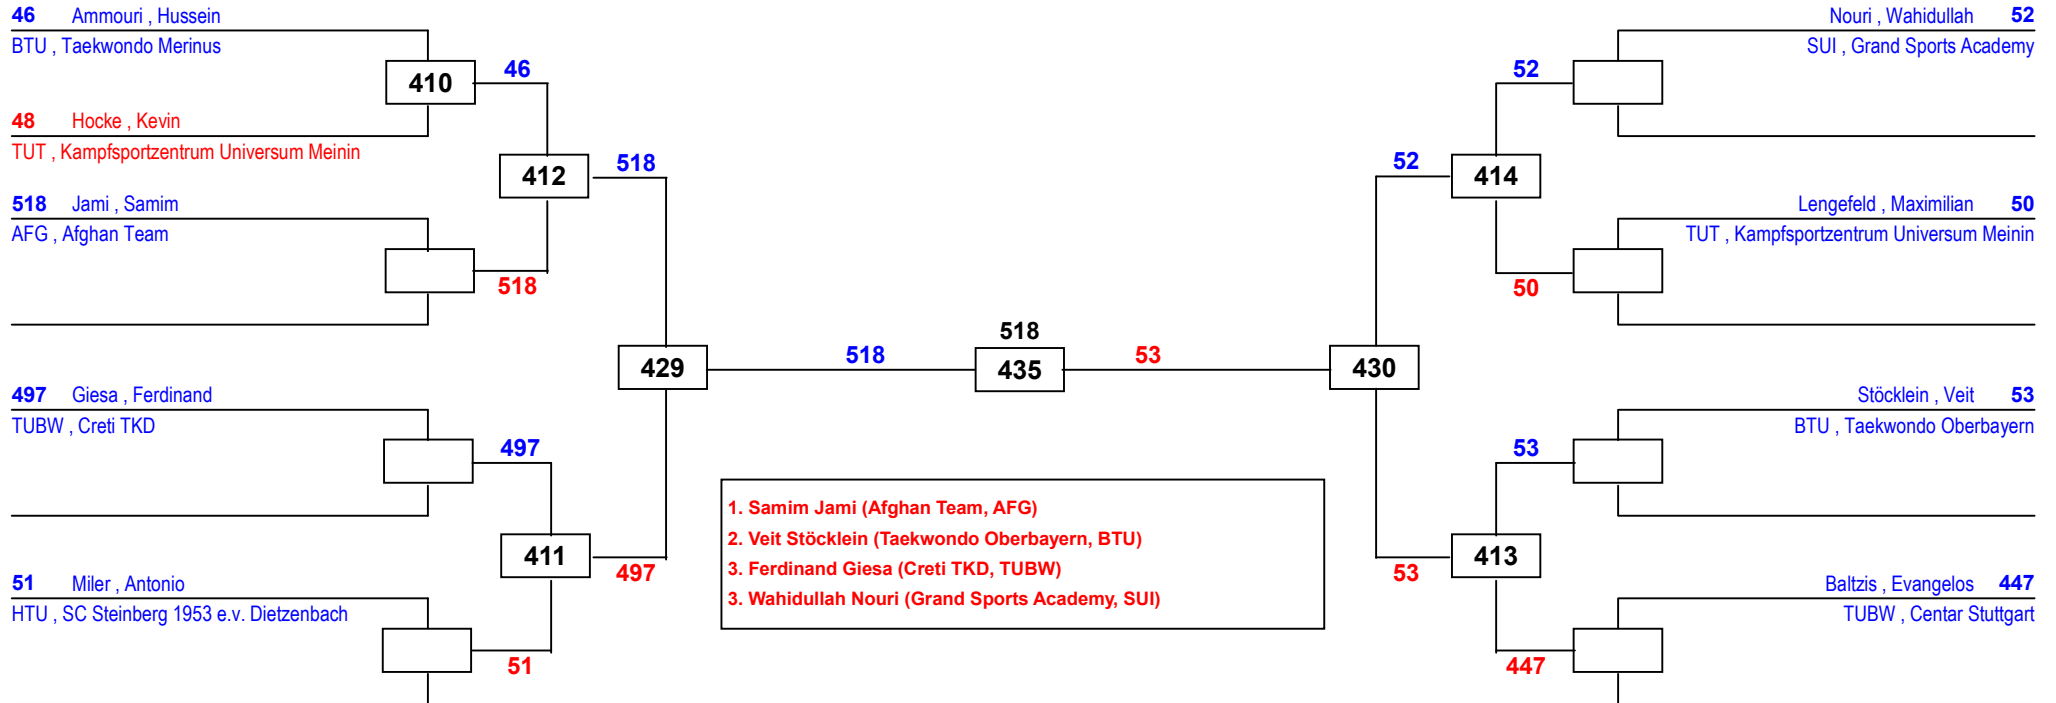 46 Ammouri , Hussein
BTU , Taekwondo Merinus
410
46
48 Hocke , Kevin
TUT , Kampfsportzentrum Universum Meinin
412
518
518 Jami , Samim
AFG , Afghan Team
518
429
518
518
435
53
497 Giesa , Ferdinand
TUBW , Creti TKD
497
411
497
51 Miler , Antonio
HTU , SC Steinberg 1953 e.v. Dietzenbach
51
1. Samim Jami (Afghan Team, AFG)
2. Veit Stöcklein (Taekwondo Oberbayern, BTU)
3. Ferdinand Giesa (Creti TKD, TUBW)
3. Wahidullah Nouri (Grand Sports Academy, SUI)
Nouri , Wahidullah 52
SUI , Grand Sports Academy
52
52
414
Lengefeld , Maximilian 50
TUT , Kampfsportzentrum Universum Meinin
50
430
Stöcklein , Veit 53
BTU , Taekwondo Oberbayern
53
413
53
Baltzis , Evangelos 447
TUBW , Centar Stuttgart
447